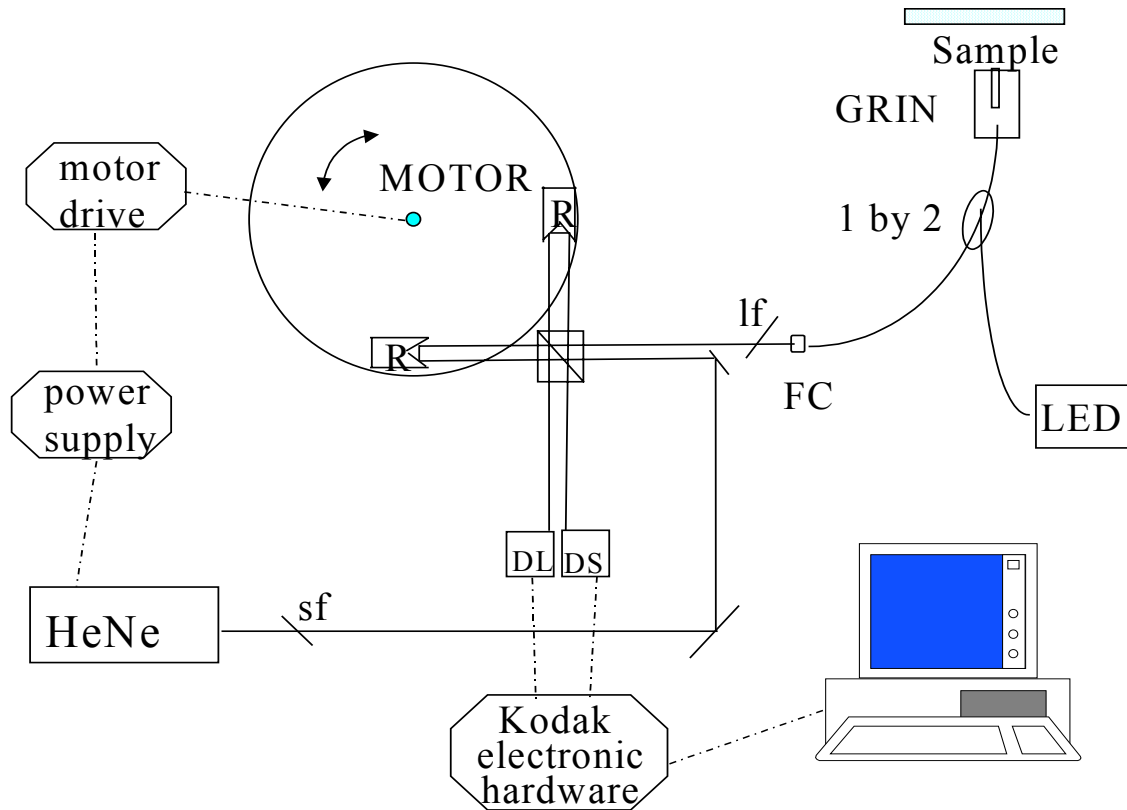 Sample
GRIN
motor
drive
MOTOR
R
1 by 2
lf
R
FC
power
supply
LED
DL
DS
sf
HeNe
Kodak
electronic
hardware